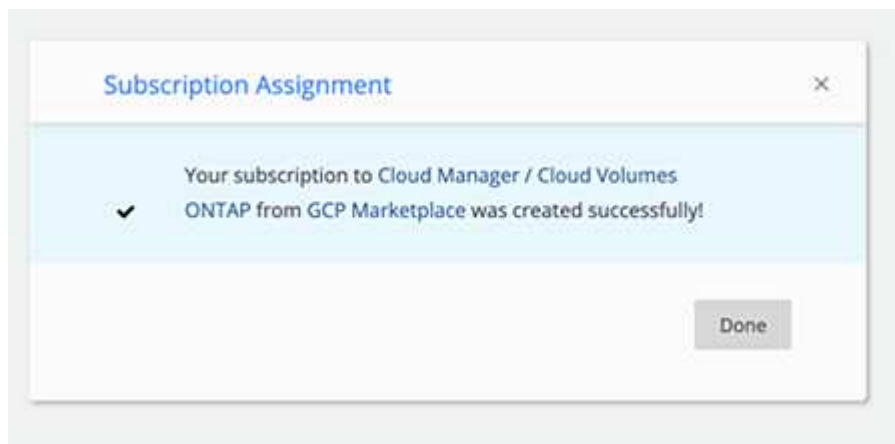 Subscription Assignment
Your subscription to Cloud Manager / Cloud Volumes
ONTAP from GCP Marketplace was created successfully!
Done